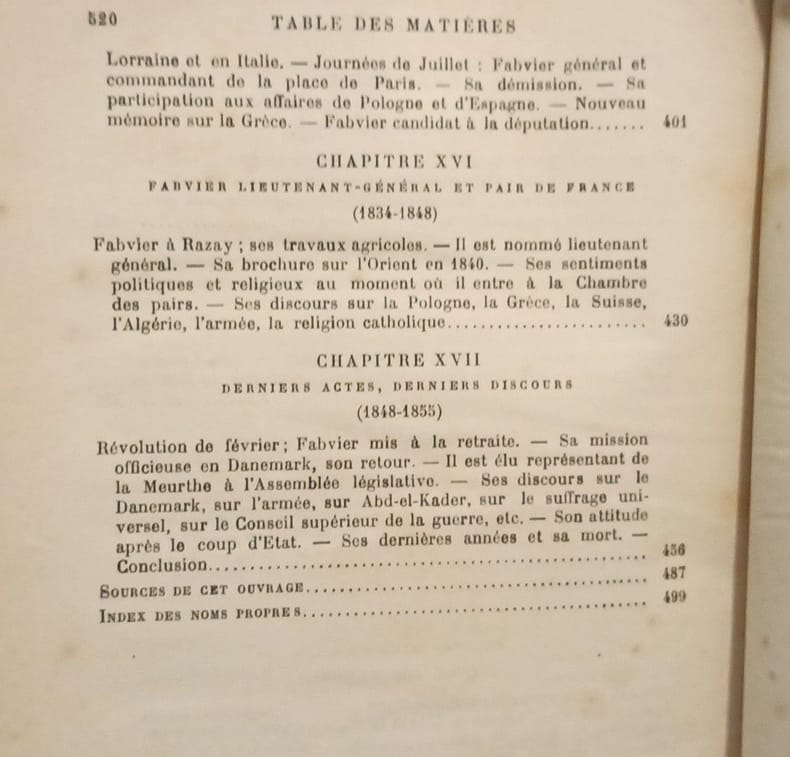 520 TABLE DES MATIÈRES
Lorraine et en Italie. — Journées de Juillet : Fabvier général et
commandant de la place de Paris. — Sa démission. — Sa
participation aux affaires de Pologne et d'Espagne. — Nouveau
mémoire sur la Grèce. — Fabvier candidat à la députation....... 401
CHAPITRE XVI
FABVIER LIEUTENANT-GÉNÉRAL ET PAIR DE FRANCE
(1834-1848)
Fabvier à Razay ; ses travaux agricoles. — Il est nommé lieutenant
général. — Sa brochure sur l'Orient en 1840. — Ses sentiments
politiques et religieux au moment où il entre à la Chambre
des pairs. — Ses discours sur la Pologne, la Grèce, la Suisse,
l'Algérie, l'armée, la religion catholique........................ 430
CHAPITRE XVII
DERNIERS ACTES, DERNIERS DISCOURS
(1848-1855)
Révolution de février ; Fabvier mis à la retraite. — Sa mission
officieuse en Danemark, son retour. — Il est élu représentant de
la Meurthe à l'Assemblée législative. — Ses discours sur le
Danemark, sur l'armée, sur Abd-el-Kader, sur le suffrage uni-
versel, sur le Conseil supérieur de la guerre, etc. — Son attitude
après le coup d'Etat. — Ses dernières années et sa mort. —
Conclusion..................................................... 456
SOURCES DE CET OUVRAGE.......................................... 487
INDEX DES NOMS PROPRES.......................................... 499